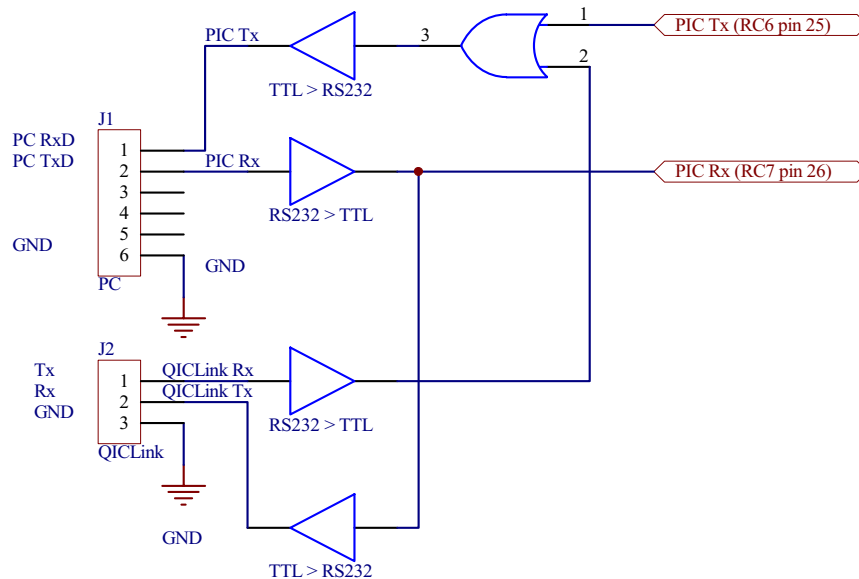 PIC Tx
3
1
PIC Tx (RC6 pin 25)
2
TTL > RS232
J1
PC RxD
1
PC TxD
2
PIC Rx
PIC Rx (RC7 pin 26)
3
RS232 > TTL
4
5
GND
6
GND
PC
J2
Tx
1
QICLink Rx
Rx
2
QICLink Tx
GND
3
RS232 > TTL
QICLink
GND
TTL > RS232